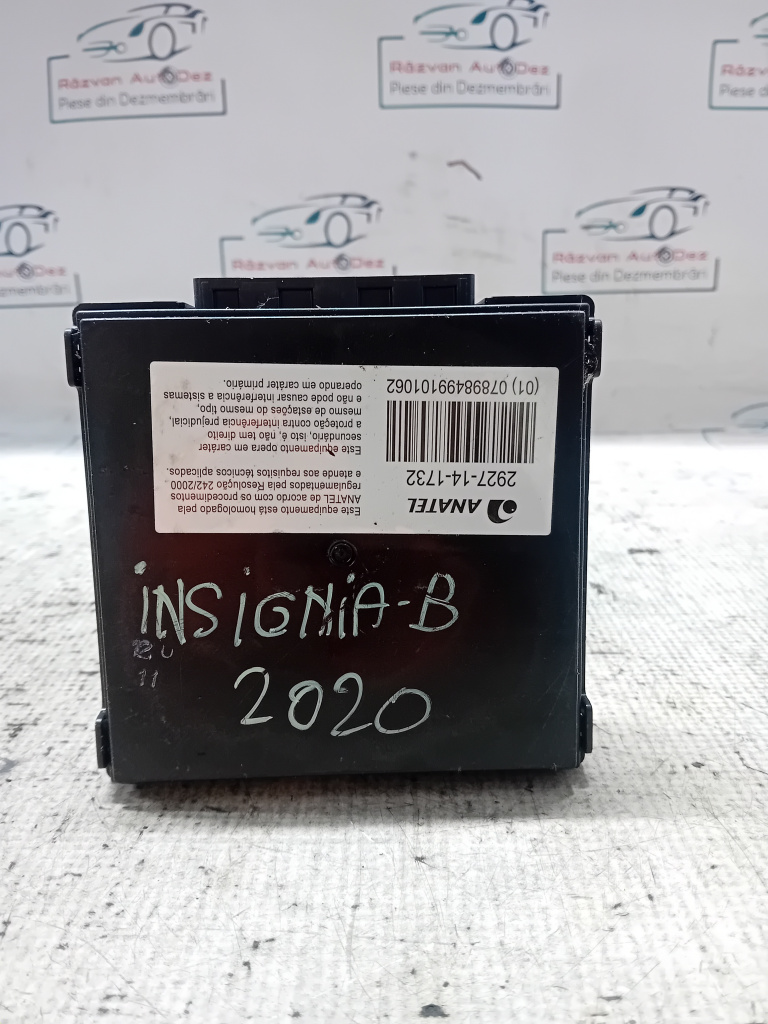 Răzvan AutoDez
Piese din Dezmembrări
Răzvan AutoDez
Piese din Dezmembrări
Răzvan
Piese din
Răzvan AutoDez
Răzvan AutoDez
Piese din Dezmembrări
Dez
ANATEL
2927-14-1732
(01) 07898499101062
Este equipamento está homologado pela
ANATEL de acordo com os procedimentos
regulamentados pela Resolução 242/2000
e atende aos requisitos técnicos aplicados.
Este equipamento opera em caráter
secundário, isto é, não tem direito
a proteção contra interferência prejudicial,
mesmo de estações do mesmo tipo,
e não pode causar interferência a sistemas
operando em caráter primário.
INSIGNIA-B
2020